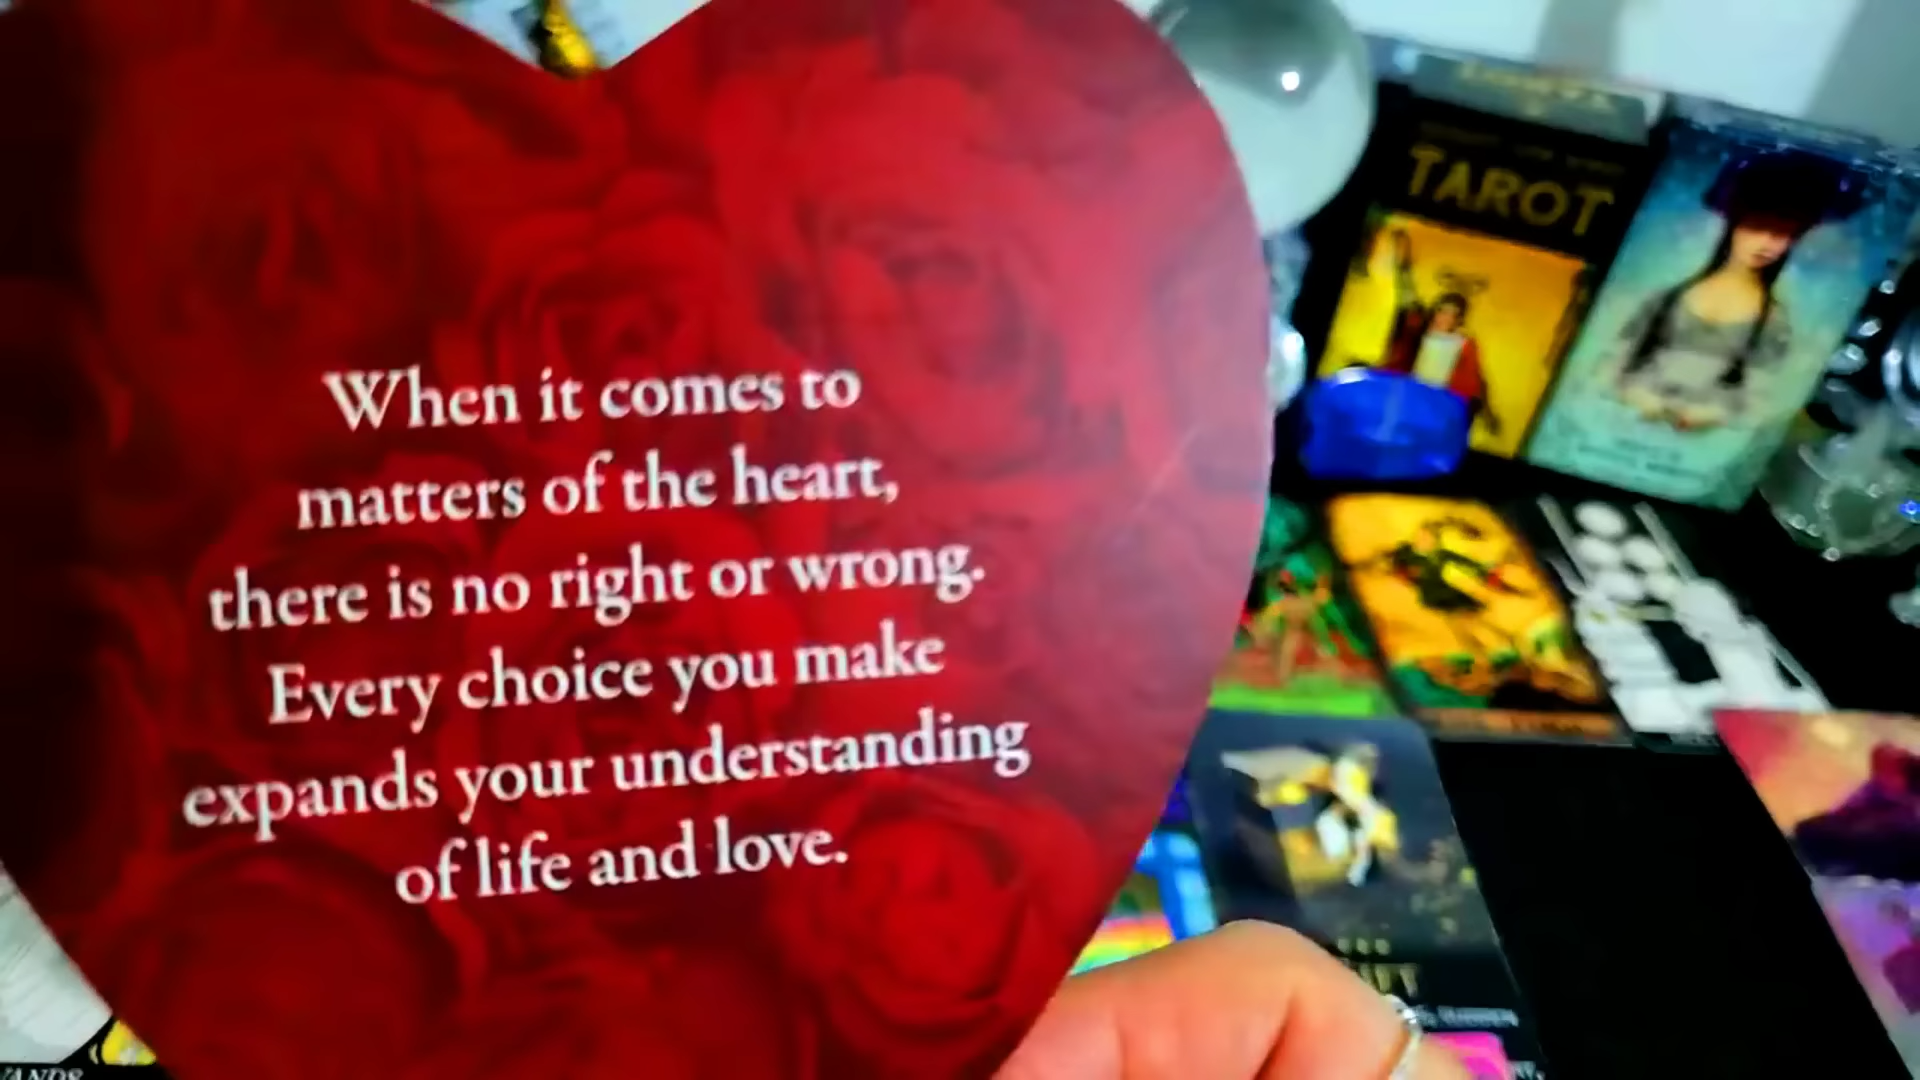 When it comes to
matters of the heart,
there is no right or wrong.
Every choice you make
expands your understanding
of life and love.
TAROT